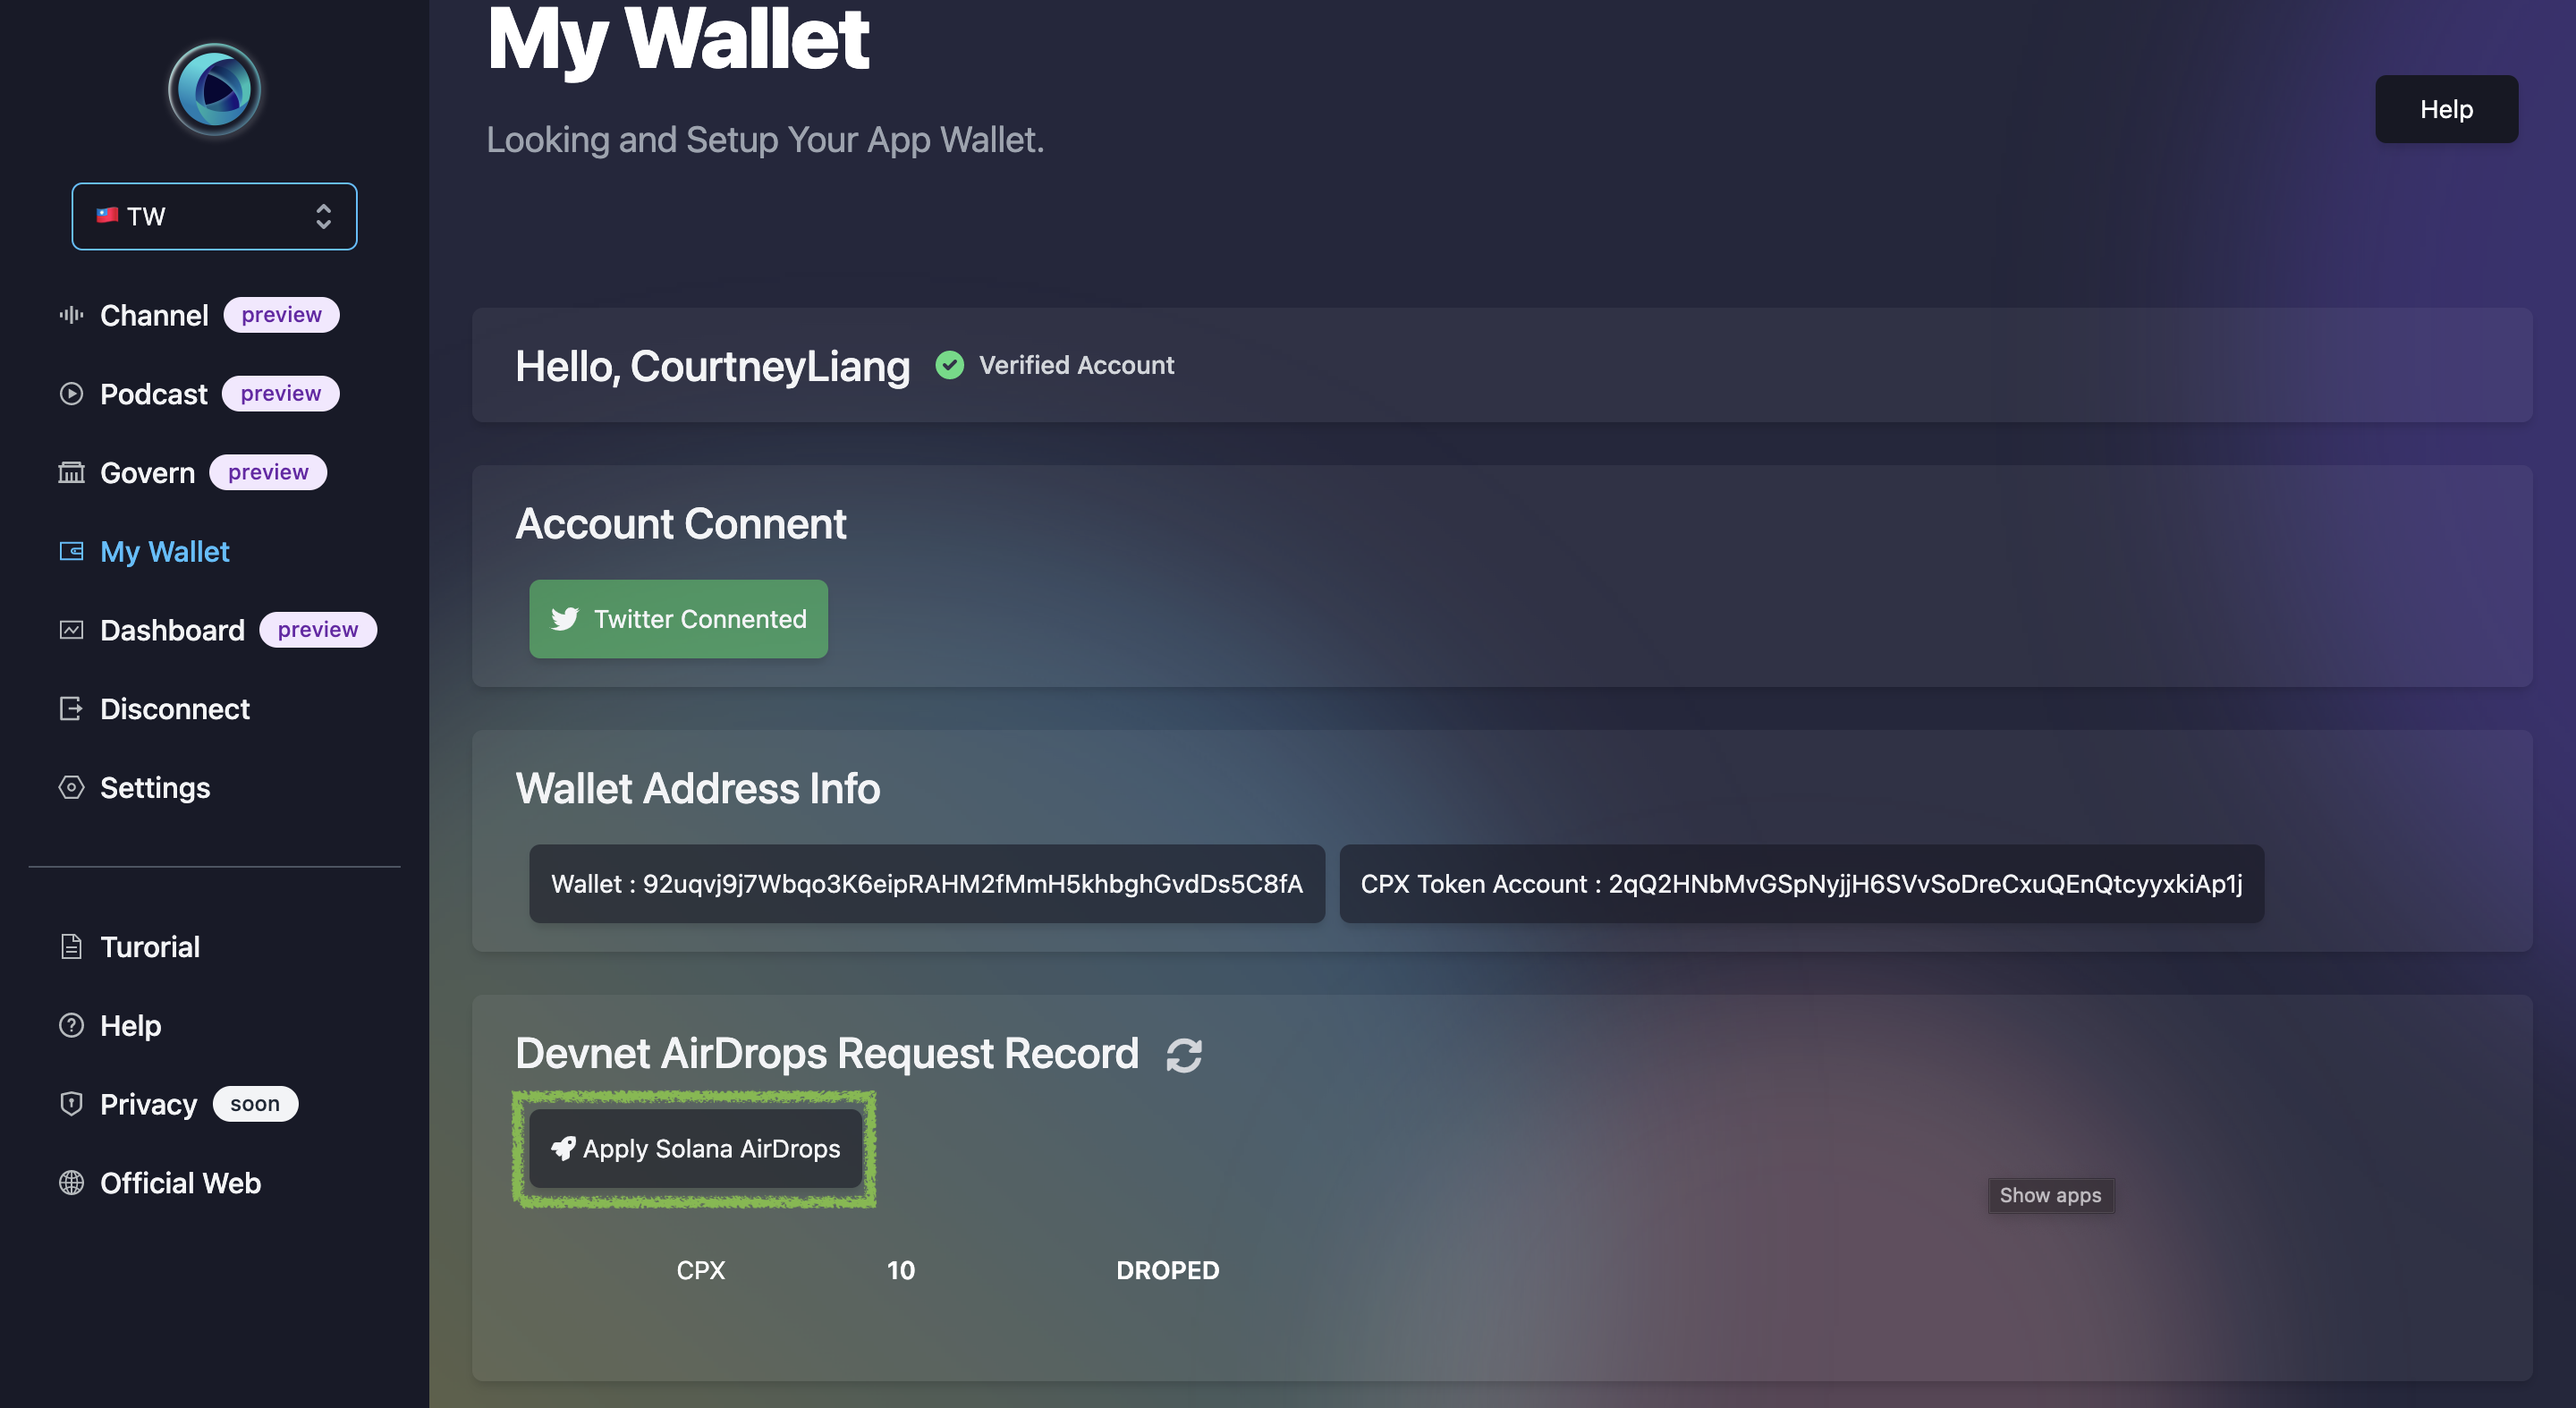 My Wallet
Looking and Setup Your App Wallet.
Help
TW
Channel preview
Podcast preview
Govern preview
My Wallet
Dashboard preview
Disconnect
Settings
Turorial
Help
Privacy soon
Official Web
Hello, CourtneyLiang Verified Account
Account Connent
Twitter Connented
Wallet Address Info
Wallet : 92uqvj9j7Wbqo3K6eipRAHM2fMmH5khbghGvdDs5C8fA
CPX Token Account : 2qQ2HNbMvGSpNyjjH6SVvSoDreCxuQEnQtcyyxkiAp1j
Devnet AirDrops Request Record
Apply Solana AirDrops
Show apps
CPX 10 DROPED